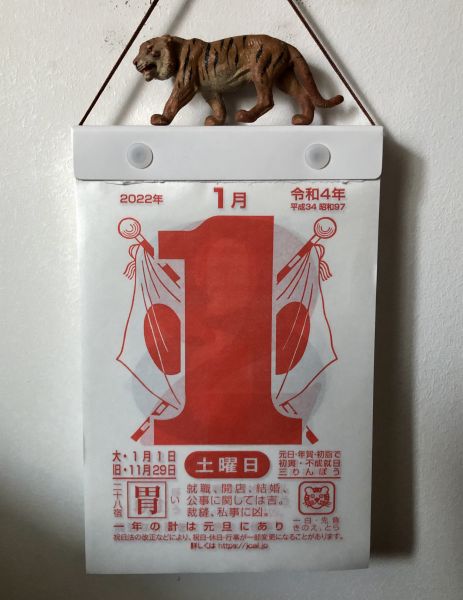 2022年
1月
令和4年
平成34 昭和97
1
大・1月1日
旧・11月29日
土曜日
元日・年賀・初詣で
初寅・不成就日
三りんぼう
二十八宿
胃
い
就職、開店、結婚、
公事に関しては吉。
裁縫、私事に凶。
一白・先負
きのえ、とら
一年の計は元旦にあり
祝日法の改正などにより、祝日・休日・行事が一部変更になることがあります。
詳しくは https://jcal.jp